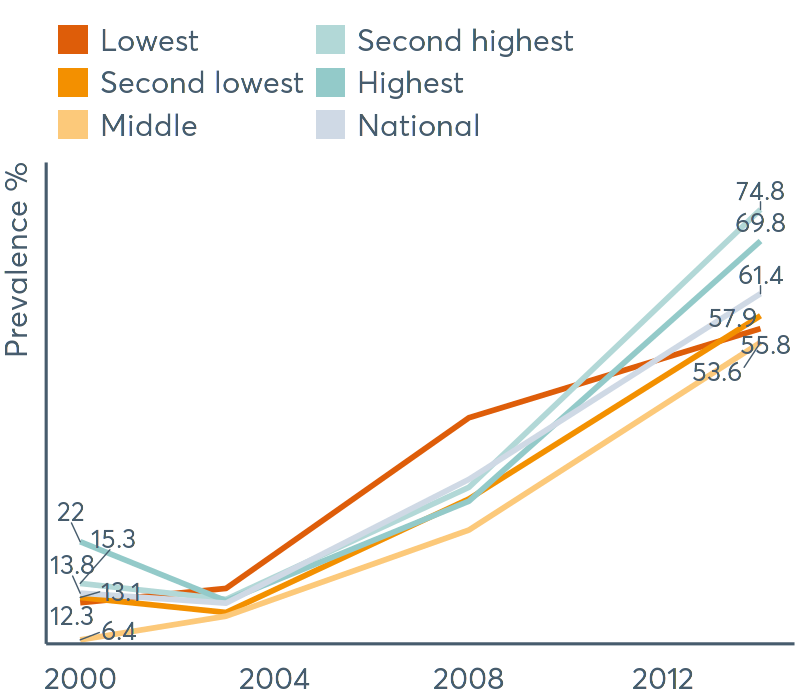 Lowest
Second lowest
Middle
Second highest
Highest
National
Prevalence %
74.8
69.8
61.4
57.9
55.8
53.6
22
15.3
13.8
13.1
12.3
6.4
2000 2004 2008 2012